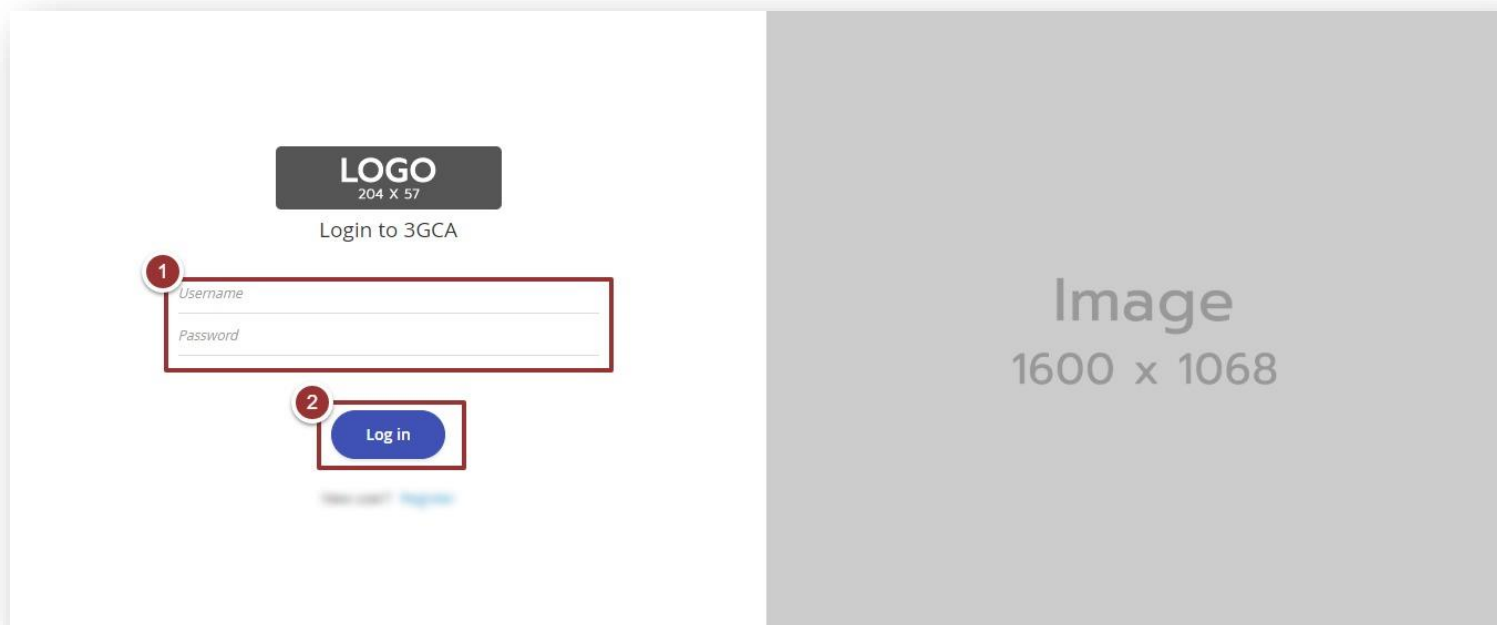 LOGO
204 X 57
Login to 3GCA
1
Username
Password
2
Log in
Image
1600 x 1068